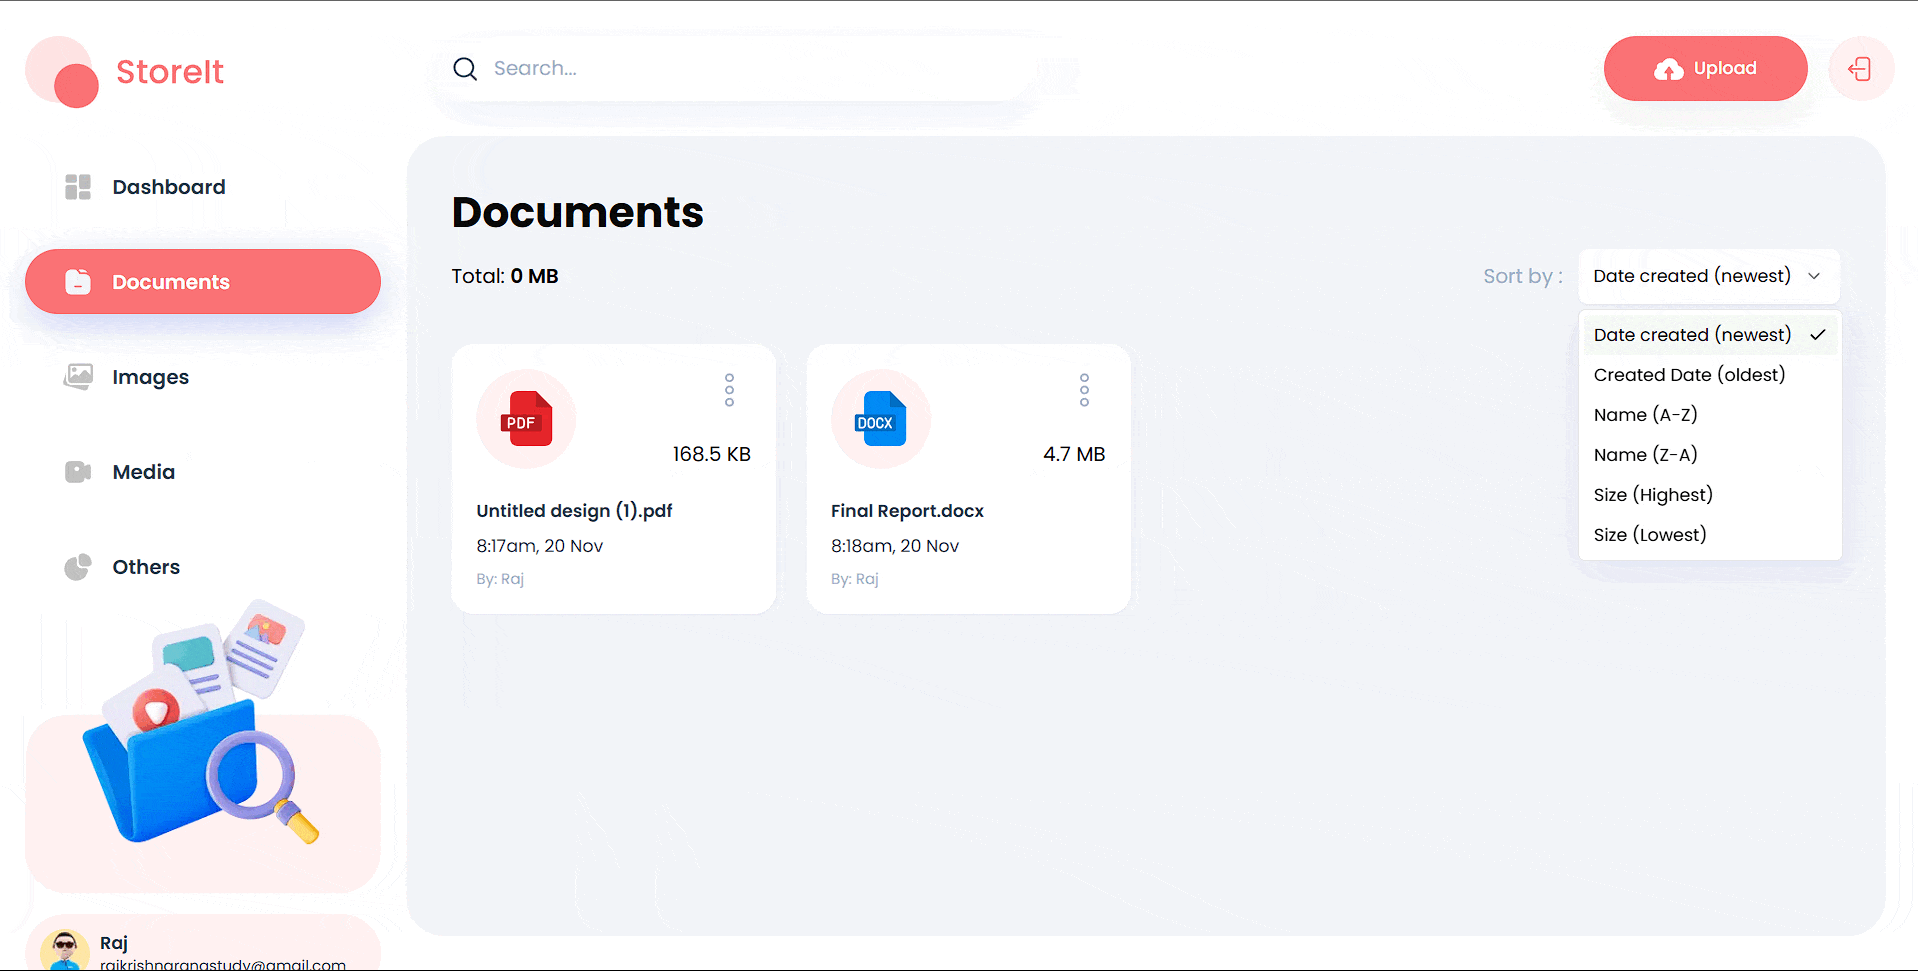 StoreIt
Search...
Upload
Dashboard
Documents
Images
Media
Others
Raj
rajkrishnarangstudy@gmail.com
Documents
Total: 0 MB
Sort by :
Date created (newest)
Date created (newest)
Created Date (oldest)
Name (A-Z)
Name (Z-A)
Size (Highest)
Size (Lowest)
PDF
168.5 KB
Untitled design (1).pdf
8:17am, 20 Nov
By: Raj
DOCX
4.7 MB
Final Report.docx
8:18am, 20 Nov
By: Raj